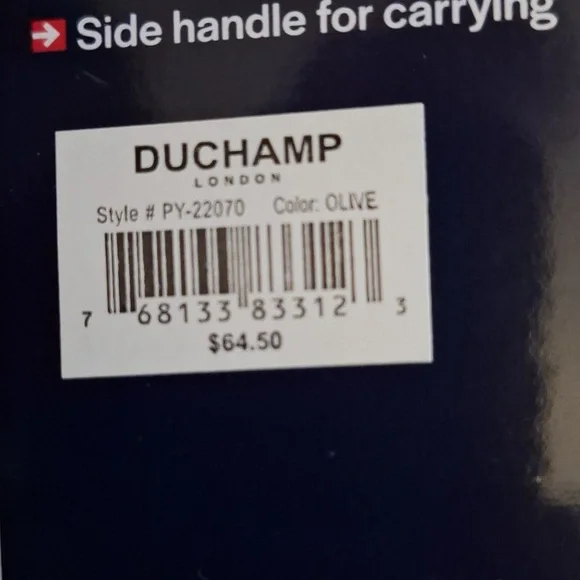 Side handle for carrying
DUCHAMP
LONDON
Style # PY-22070 Color: OLIVE
7 68133 83312 3
$64.50